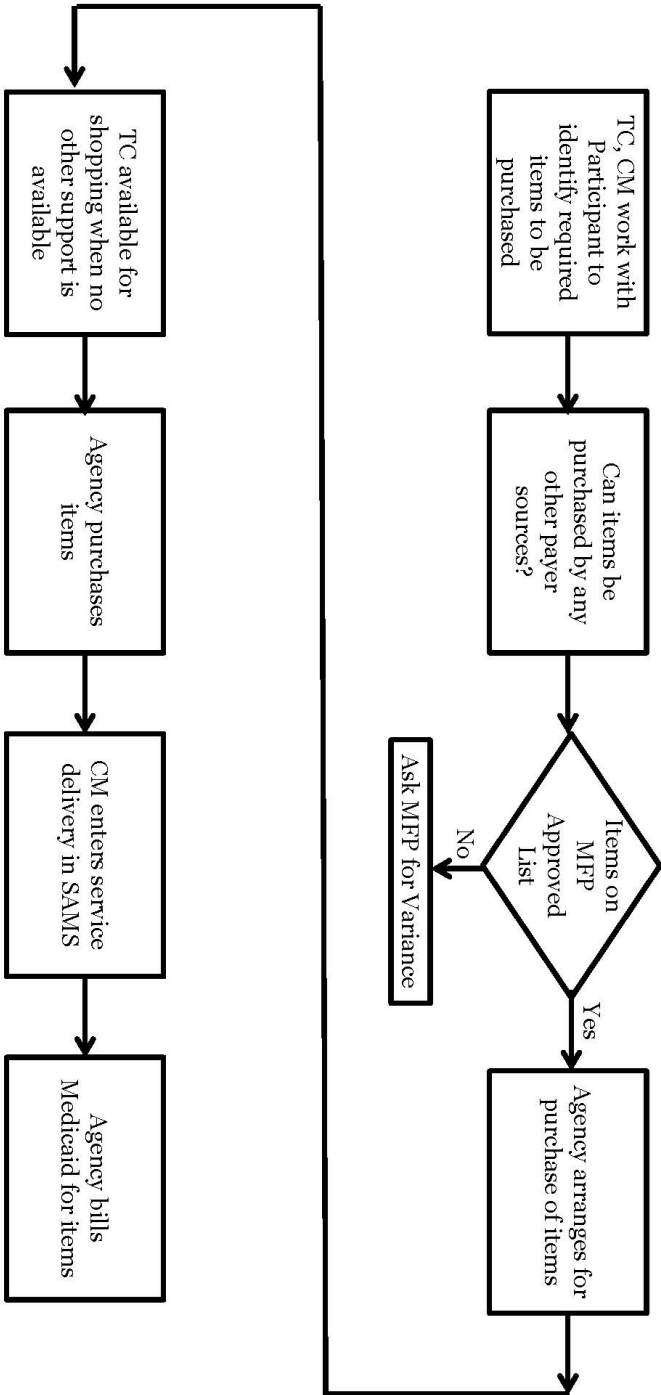 TC, CM work with
Participant to
identify required
items to be
purchased
Can items be
purchased by any
other payer
sources?
Items on
MFP
Approved
List
No
Ask MFP for Variance
Yes
Agency arranges for
purchase of items
TC available for
shopping when no
other support is
available
Agency purchases
items
CM enters service
delivery in SAMS
Agency bills
Medicaid for items